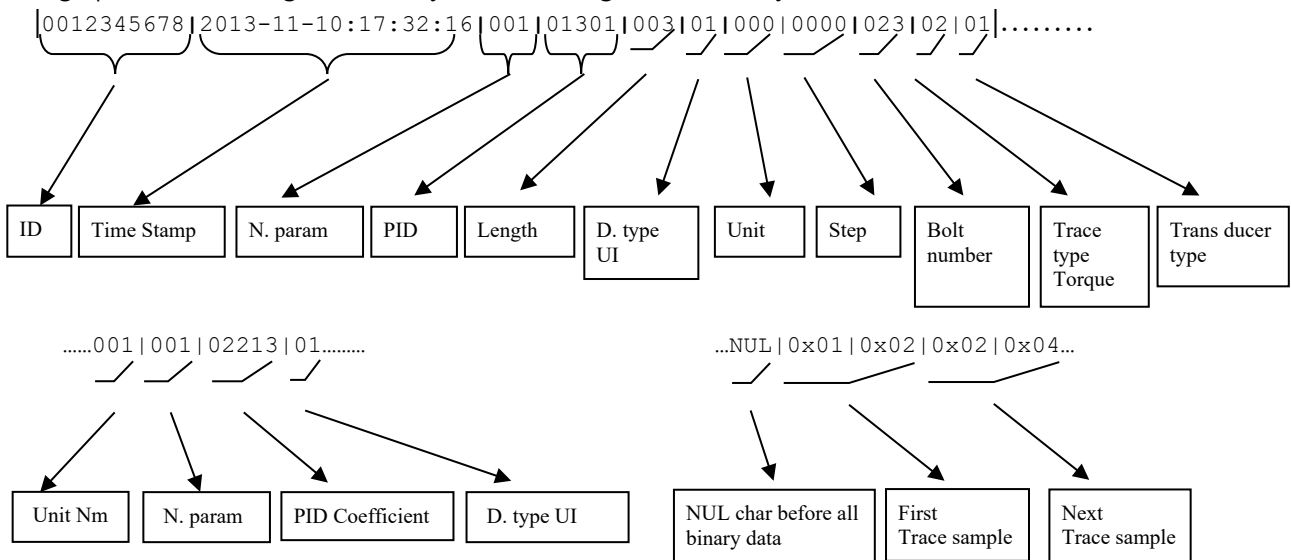 0012345678|2013-11-10:17:32:16|001|01301|003|01|000|0000|023|02|01|.........
ID
Time Stamp
N. param
PID
Length
D. type
UI
Unit
Step
Bolt
number
Trace
type
Torque
Trans ducer
type
......001|001|02213|01.........
...NUL|0x01|0x02|0x02|0x04...
Unit Nm
N. param
PID Coefficient
D. type UI
NUL char before all
binary data
First
Trace sample
Next
Trace sample